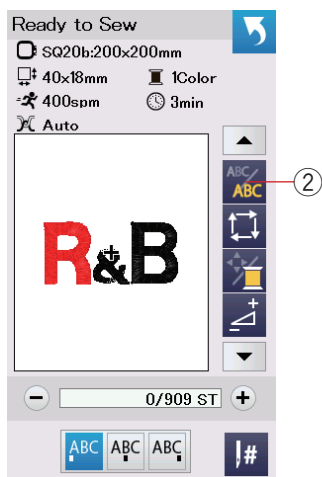 Ready to Sew
SQ20b:200x200mm
40x18mm 1Color
400spm 3min
Auto
ABC/
ABC
2
R&B
0/909 ST
ABC ABC ABC
#